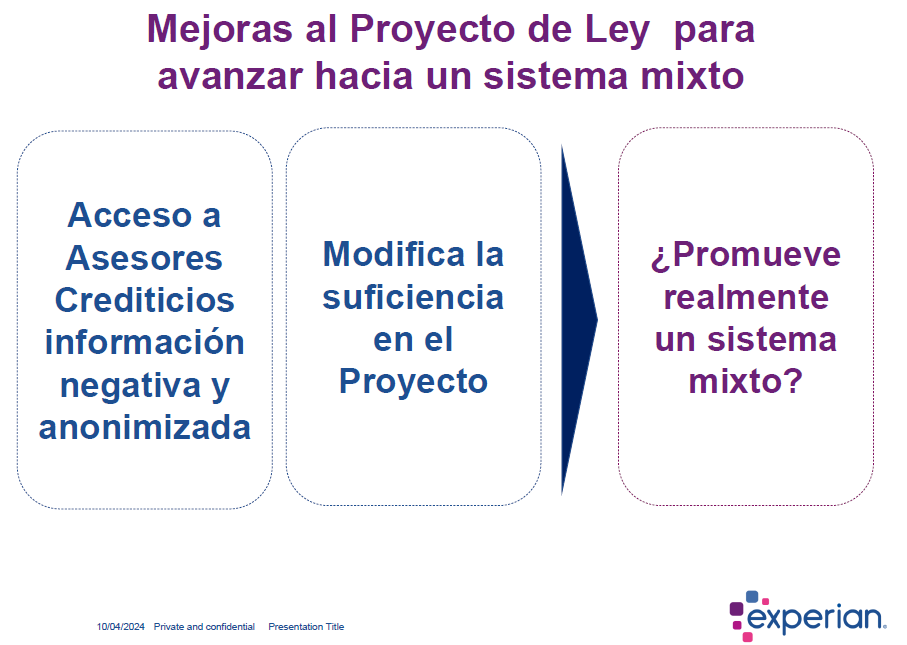 Mejoras al Proyecto de Ley para
avanzar hacia un sistema mixto
Acceso a
Asesores
Crediticios
información
negativa y
anonimizada
Modifica la
suficiencia
en el
Proyecto
¿Promueve
realmente
un sistema
mixto?
10/04/2024 Private and confidential Presentation Title
experian.